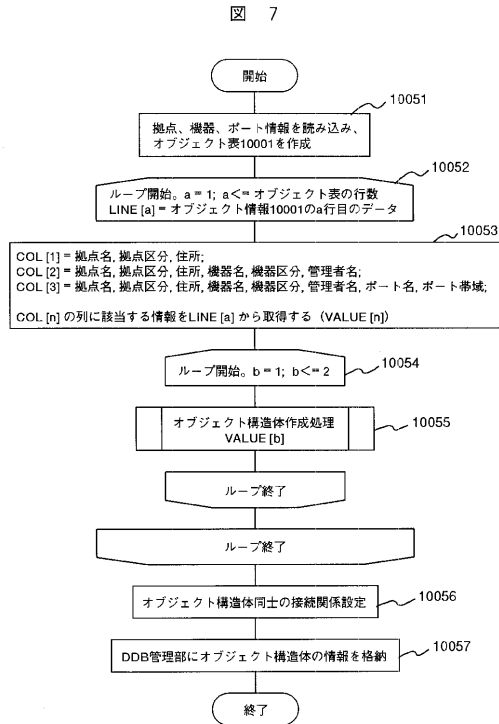 図 7
開始
10051
拠点、機器、ポート情報を読み込み、
オブジェクト表10001を作成
10052
ループ開始。a = 1; a <= オブジェクト表の行数
LINE [a] = オブジェクト情報10001のa行目のデータ
10053
COL [1] = 拠点名, 拠点区分, 住所;
COL [2] = 拠点名, 拠点区分, 住所, 機器名, 機器区分, 管理者名;
COL [3] = 拠点名, 拠点区分, 住所, 機器名, 機器区分, 管理者名, ポート名, ポート帯域;
COL [n] の列に該当する情報をLINE [a] から取得する（VALUE [n]）
10054
ループ開始。b = 1; b <= 2
10055
オブジェクト構造体作成処理
VALUE [b]
ループ終了
ループ終了
10056
オブジェクト構造体同士の接続関係設定
10057
DDB管理部にオブジェクト構造体の情報を格納
終了